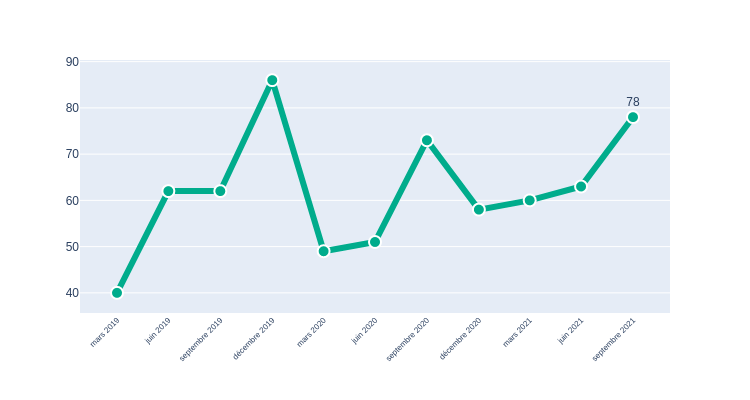 90
80
70
60
50
40
78
mars 2019
juin 2019
septembre 2019
décembre 2019
mars 2020
juin 2020
septembre 2020
décembre 2020
mars 2021
juin 2021
septembre 2021